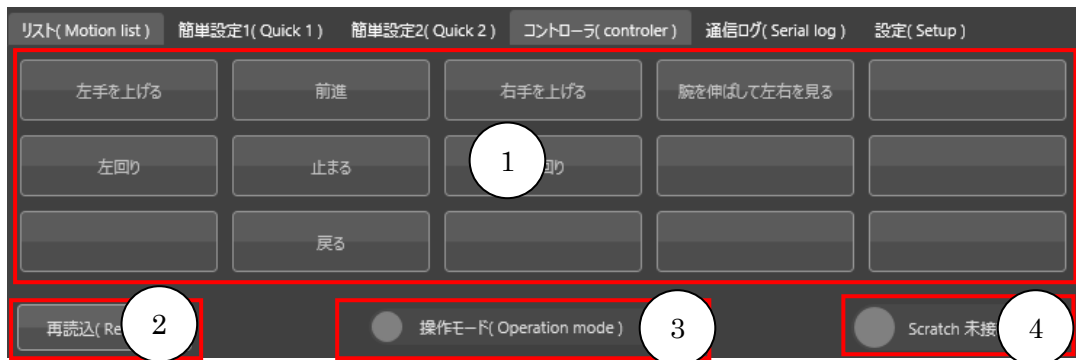 リスト( Motion list ) 簡単設定1( Quick 1 ) 簡単設定2( Quick 2 ) コントローラ( controler ) 通信ログ( Serial log ) 設定( Setup )
左手を上げる 前進 右手を上げる 腕を伸ばして左右を見る
左回り 止まる 1 回り
戻る
再読込( Re 2 操作モード( Operation mode ) 3 Scratch 未接 4